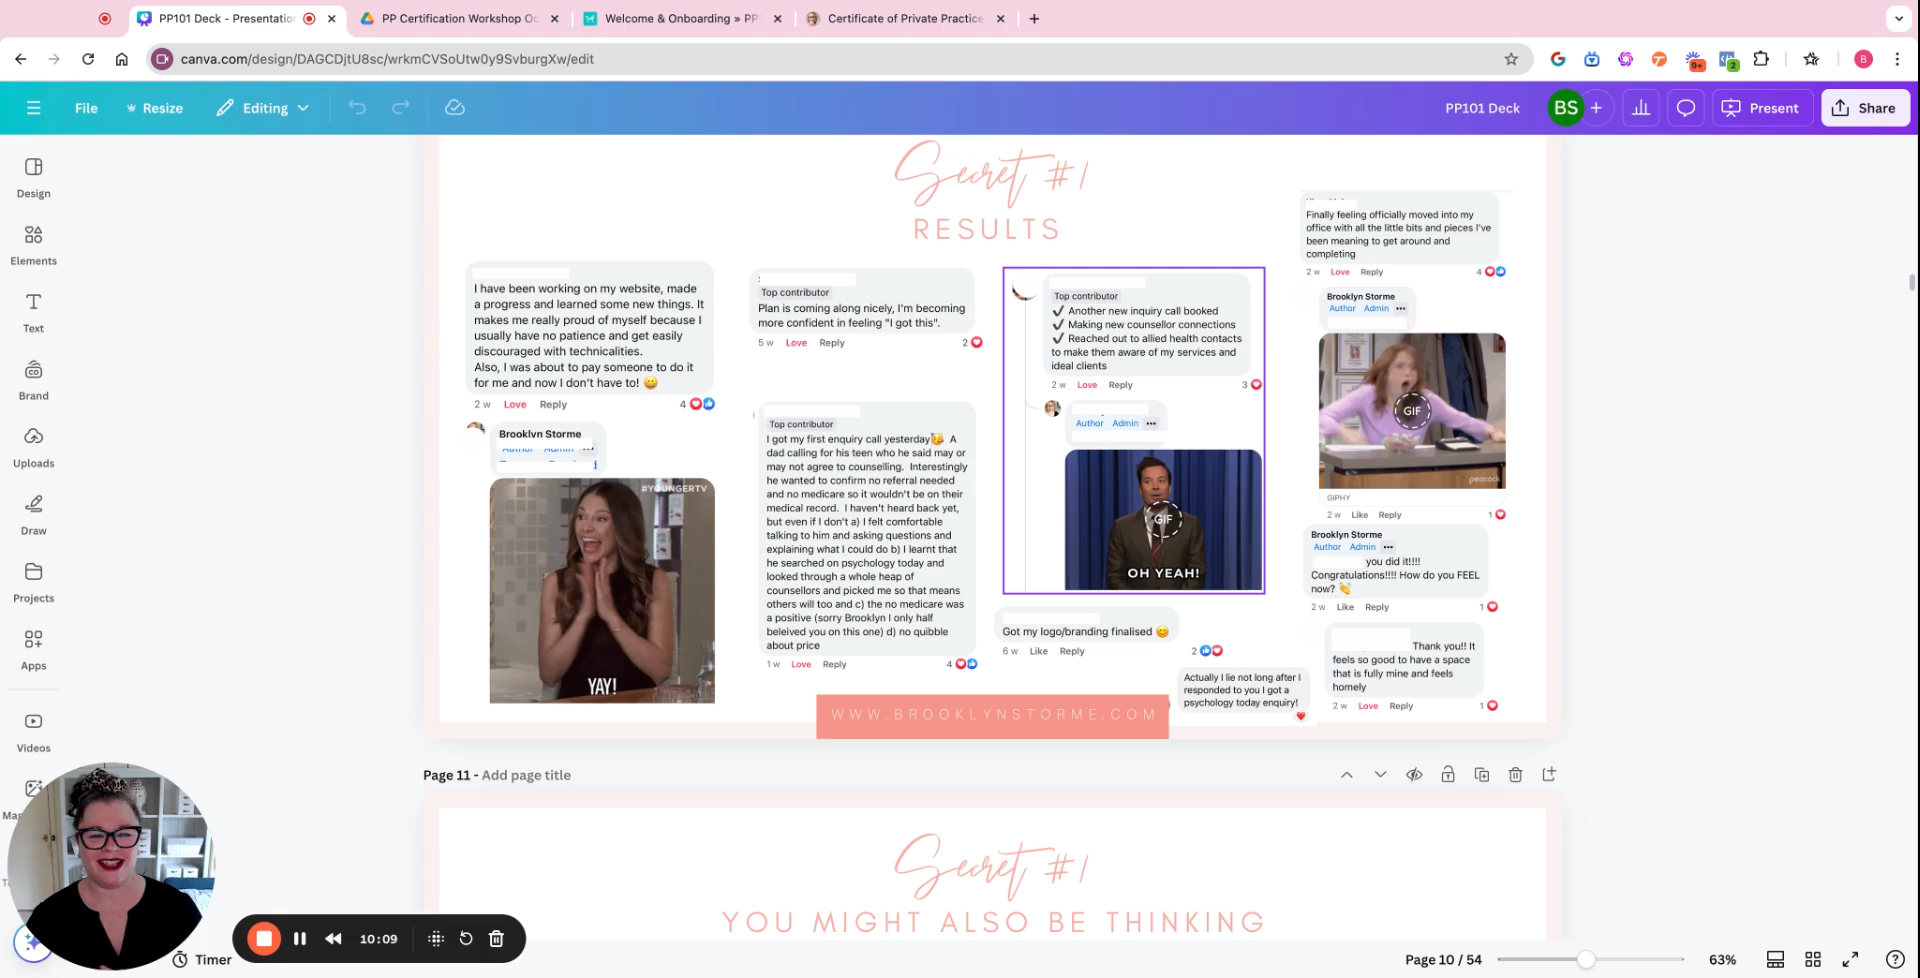 PP101 Deck - Presentation
PP Certification Workshop Oc
Welcome & Onboarding » PP
Certificate of Private Practice
canva.com/design/DAGCDjtU8sc/wrkmCVSoUtw0y9SvburgXw/edit
9+
2
B
File
Resize
Editing
PP101 Deck
BS
Present
Share
Design
Elements
Text
Brand
Uploads
Draw
Projects
Apps
Videos
Secret #1
RESULTS
I have been working on my website, made
a progress and learned some new things. It
makes me really proud of myself because I
usually have no patience and get easily
discouraged with technicalities.
Also, I was about to pay someone to do it
for me and now I don't have to! 😀
2 w Love Reply 4
Brooklyn Storme
#YOUNGERTV
YAY!
Top contributor
Plan is coming along nicely, I'm becoming
more confident in feeling "I got this".
5 w Love Reply 2
Top contributor
I got my first enquiry call yesterday🥳 A
dad calling for his teen who he said may or
may not agree to counselling. Interestingly
he wanted to confirm no referral needed
and no medicare so it wouldn't be on their
medical record. I haven't heard back yet,
but even if I don't a) I felt comfortable
talking to him and asking questions and
explaining what I could do b) I learnt that
he searched on psychology today and
looked through a whole heap of
counsellors and picked me so that means
others will too and c) the no medicare was
a positive (sorry Brooklyn I only half
beleived you on this one) d) no quibble
about price
1 w Love Reply 4
Top contributor
✔ Another new inquiry call booked
✔ Making new counsellor connections
✔ Reached out to allied health contacts
to make them aware of my services and
ideal clients
2 w Love Reply 3
Author Admin •••
GIF
OH YEAH!
Got my logo/branding finalised 😊
6 w Like Reply 2
Actually I lie not long after I
responded to you I got a
psychology today enquiry!
Finally feeling officially moved into my
office with all the little bits and pieces I've
been meaning to get around and
completing
2 w Love Reply 4
Brooklyn Storme
Author Admin •••
GIF
peacock
GIPHY
2 w Like Reply 1
Brooklyn Storme
Author Admin •••
you did it!!!!
Congratulations!!!! How do you FEEL
now? 👏
2 w Like Reply 1
Thank you!! It
feels so good to have a space
that is fully mine and feels
homely
2 w Love Reply 1
WWW.BROOKLYNSTORME.COM
Page 11 - Add page title
Secret #1
YOU MIGHT ALSO BE THINKING
10:09
Timer
Page 10 / 54
63%